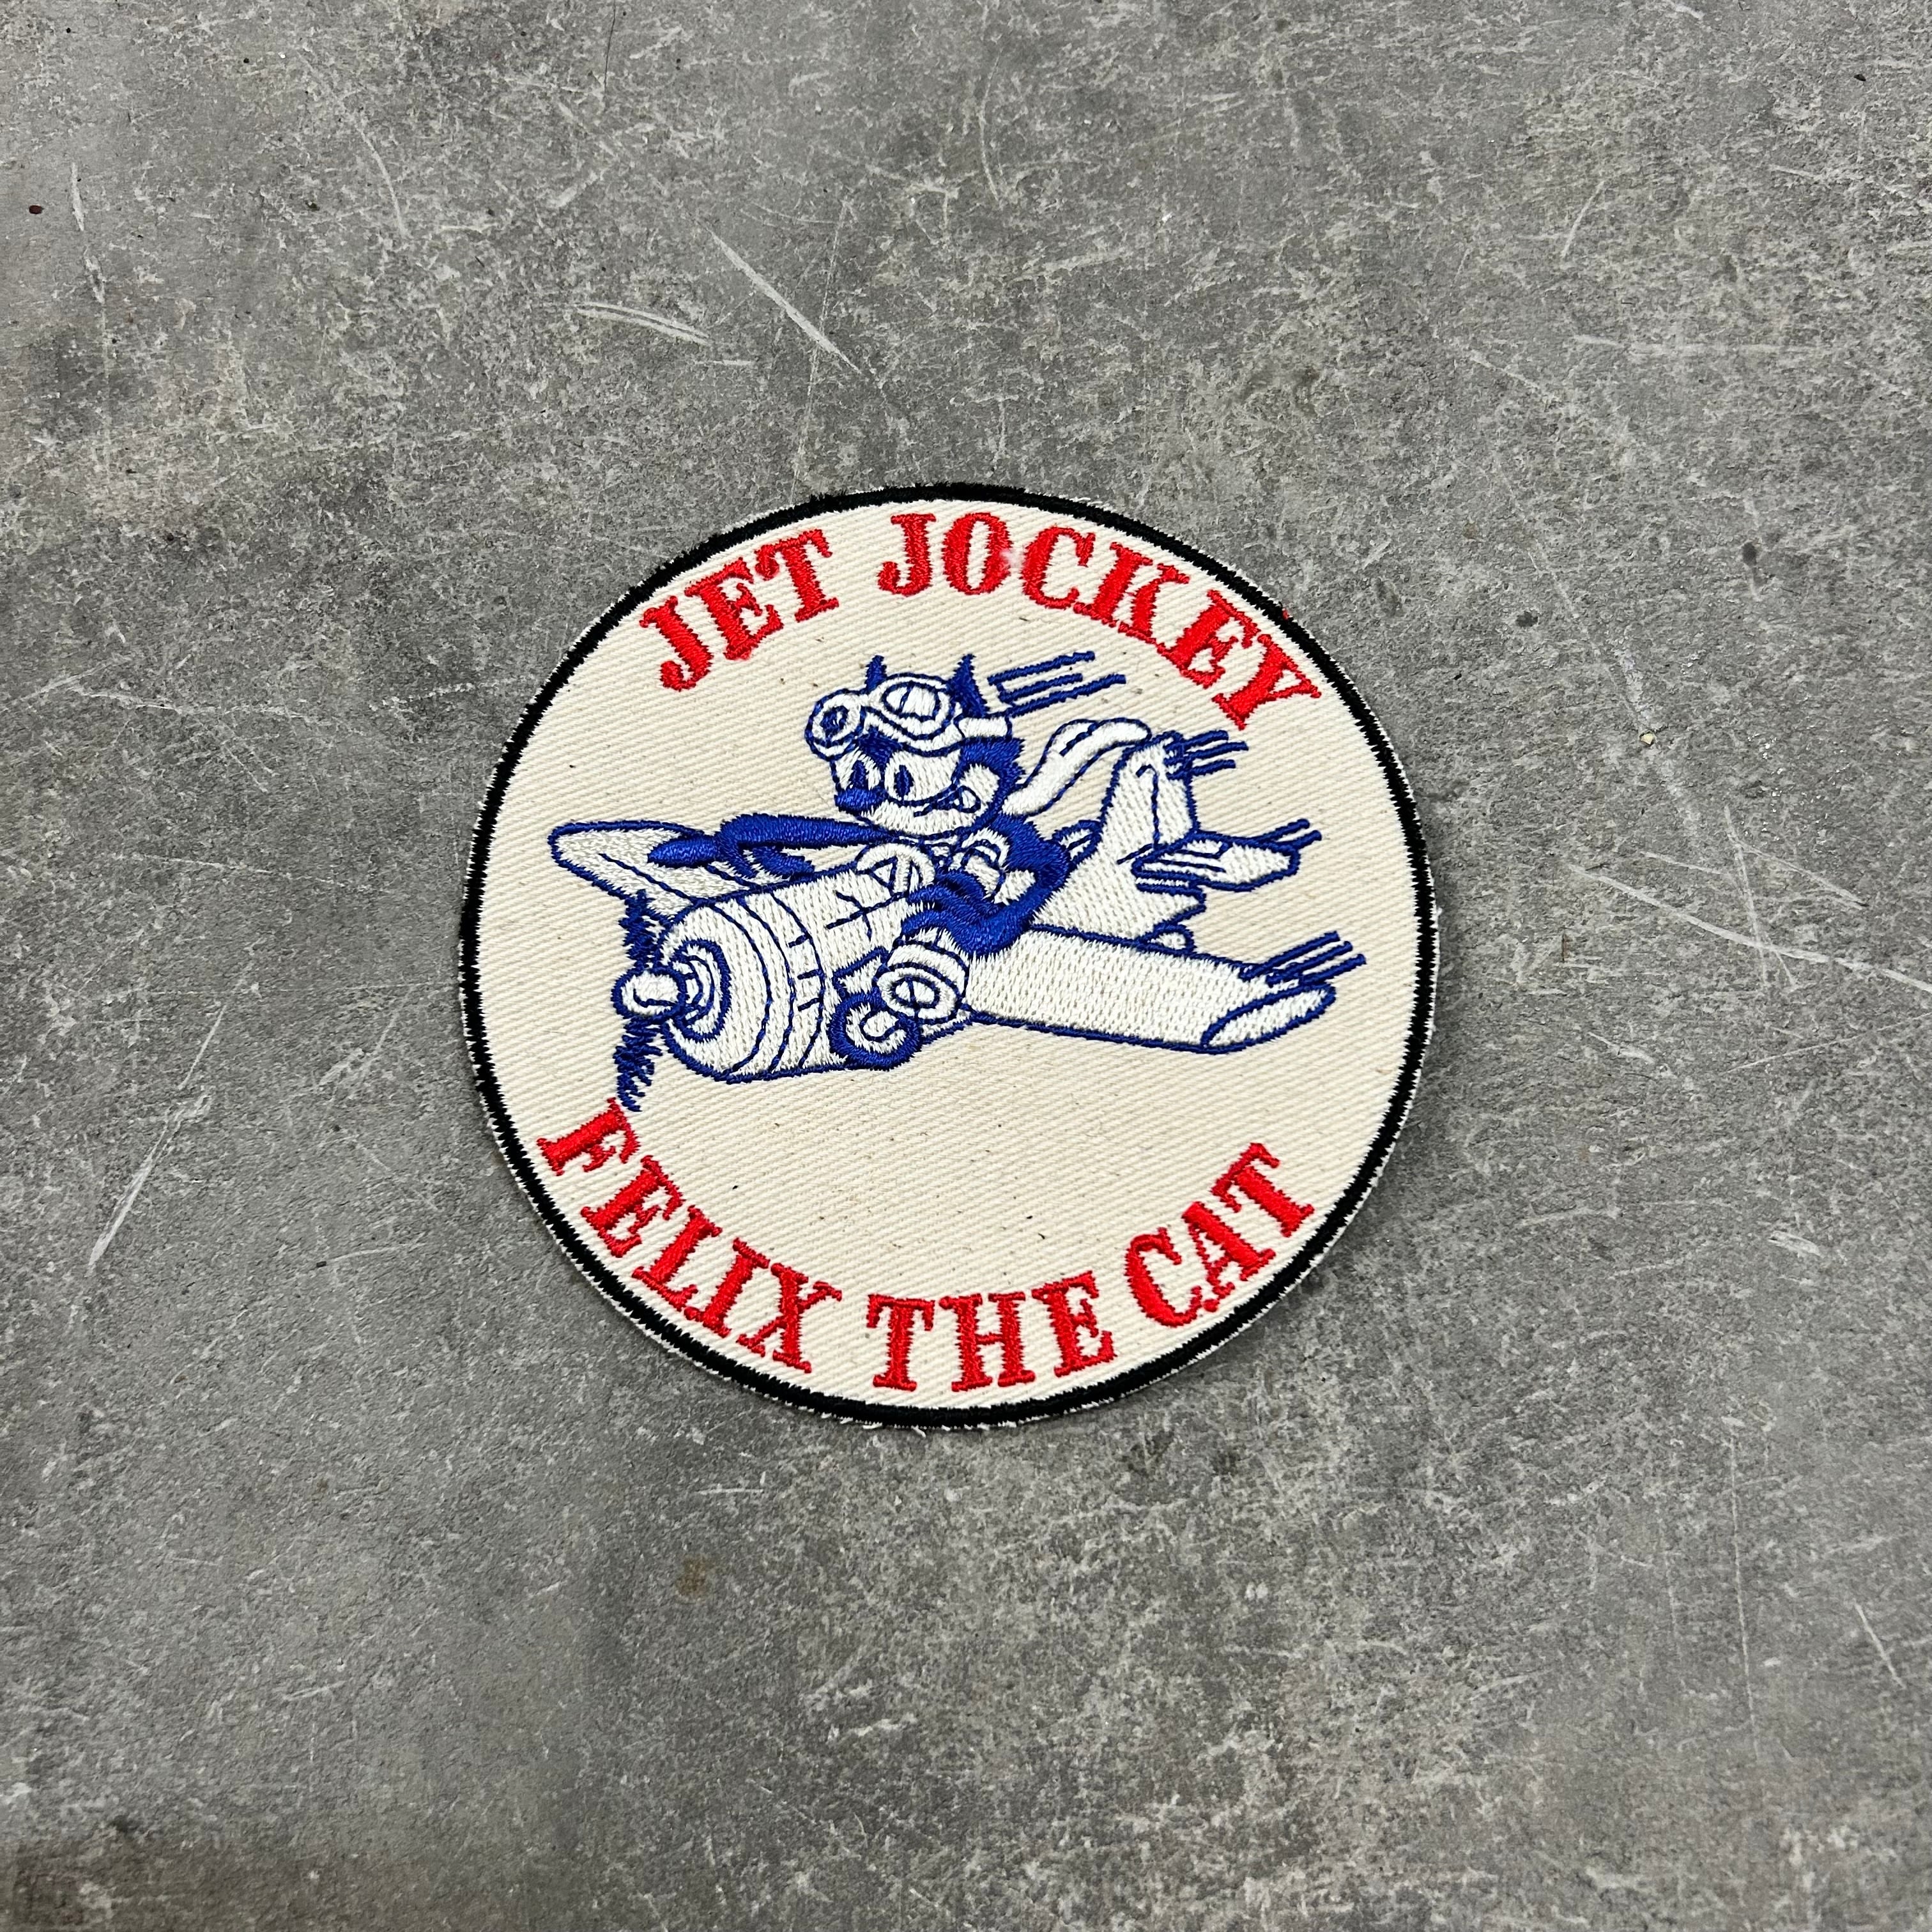 JET JOCKEY
FELIX THE CAT